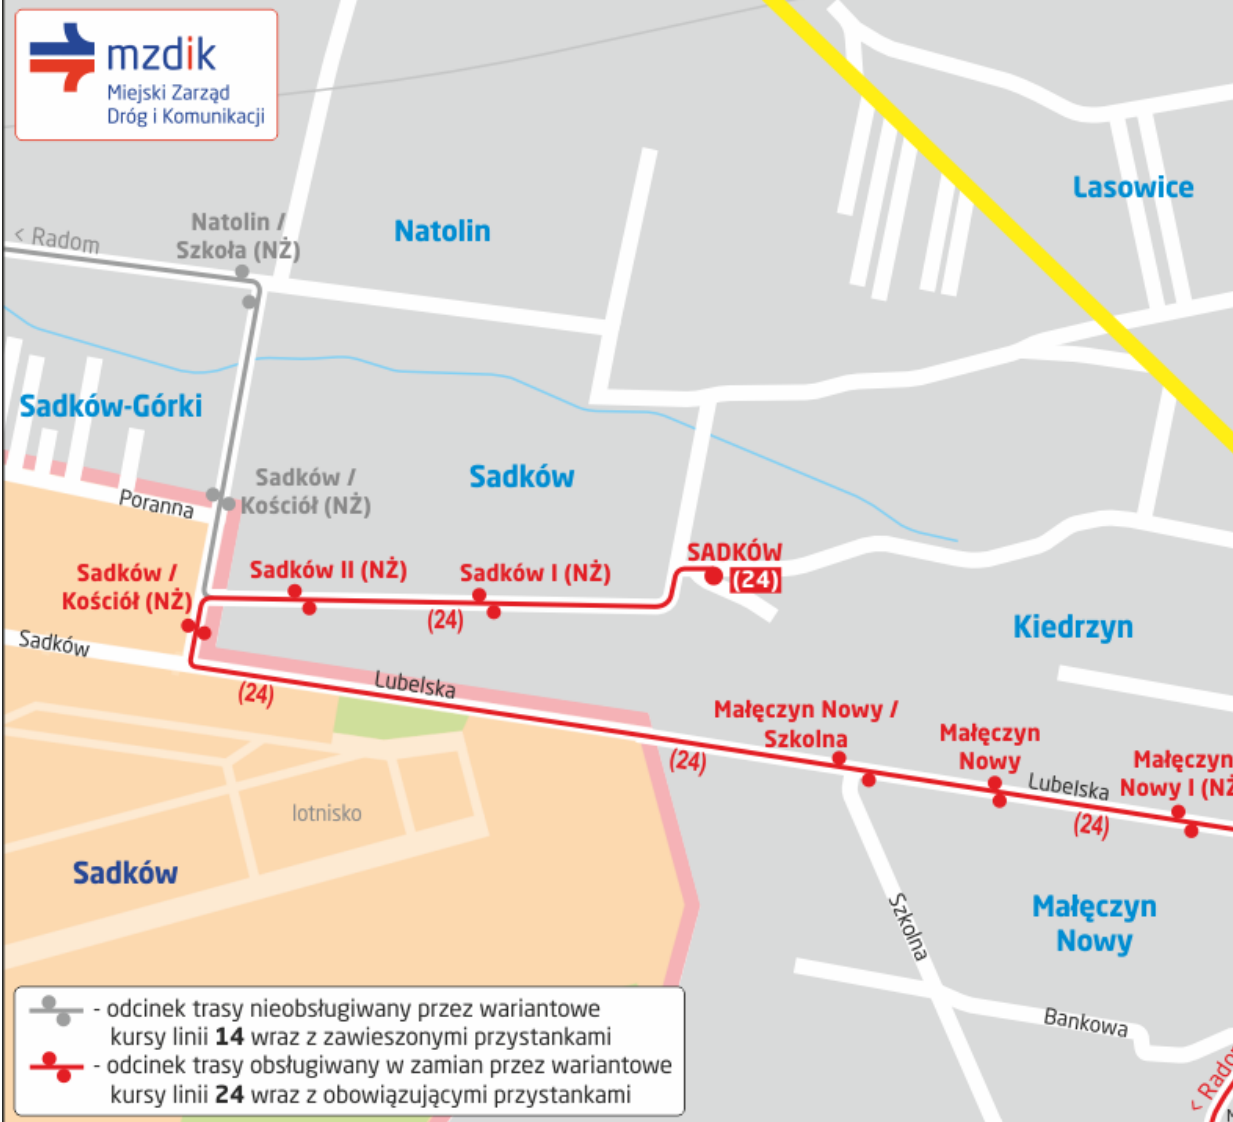 mzdik
Miejski Zarząd
Dróg i Komunikacji
Lasowice
Natolin /
Szkoła (NŻ)
< Radom
Natolin
Sadków-Górki
Sadków /
Kościół (NŻ)
Sadków
Poranna
SADKÓW
(24)
Sadków /
Kościół (NŻ)
Sadków II (NŻ)
Sadków I (NŻ)
(24)
Kiedrzyn
Sadków
(24)
Lubelska
Małęczyn Nowy /
Szkolna
(24)
Małęczyn
Nowy
Lubelska
Małęczyn
Nowy I (NŻ
(24)
lotnisko
Sadków
Szkolna
Małęczyn
Nowy
Bankowa
- odcinek trasy nieobsługiwany przez wariantowe
kursy linii 14 wraz z zawieszonymi przystankami
- odcinek trasy obsługiwany w zamian przez wariantowe
kursy linii 24 wraz z obowiązującymi przystankami